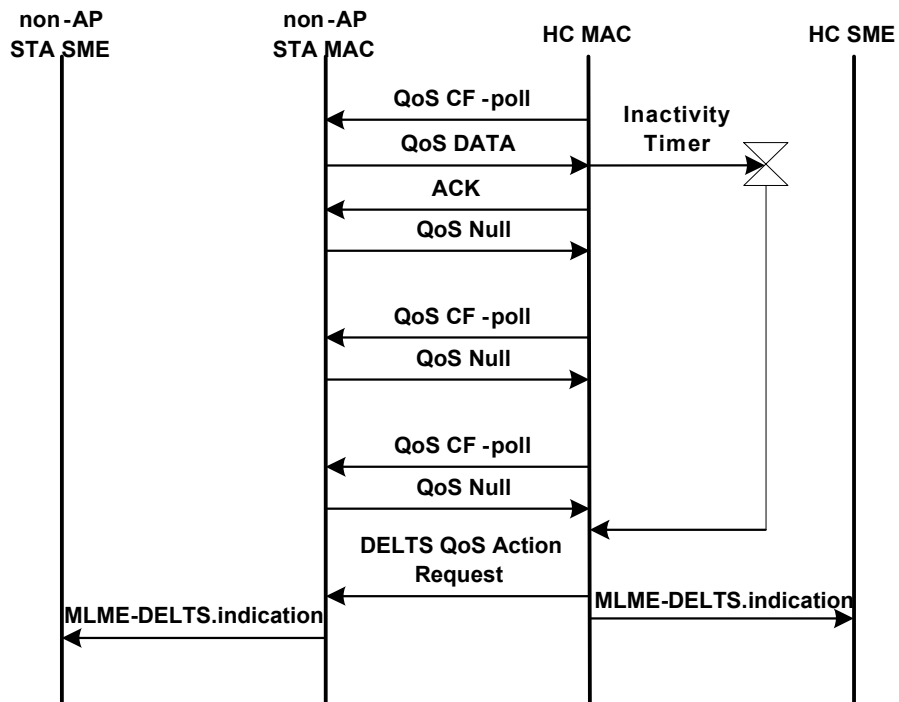 non-AP
STA SME
non-AP
STA MAC
HC MAC
HC SME
QoS CF-poll
Inactivity
Timer
QoS DATA
ACK
QoS Null
QoS CF-poll
QoS Null
QoS CF-poll
QoS Null
DELTS QoS Action
Request
MLME-DELTS.indication
MLME-DELTS.indication